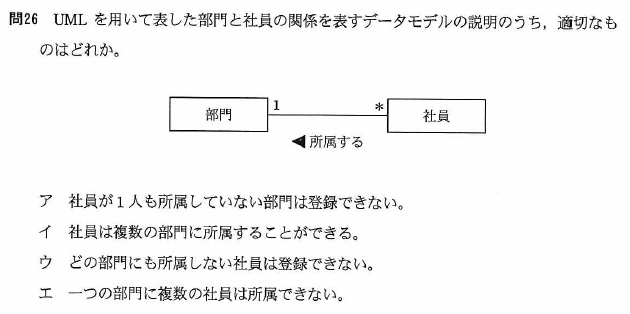 問26 UML を用いて表した部門と社員の関係を表すデータモデルの説明のうち，適切なも
のはどれか。
部門 1 * 社員
◀ 所属する
ア 社員が1人も所属していない部門は登録できない。
イ 社員は複数の部門に所属することができる。
ウ どの部門にも所属しない社員は登録できない。
エ 一つの部門に複数の社員は所属できない。